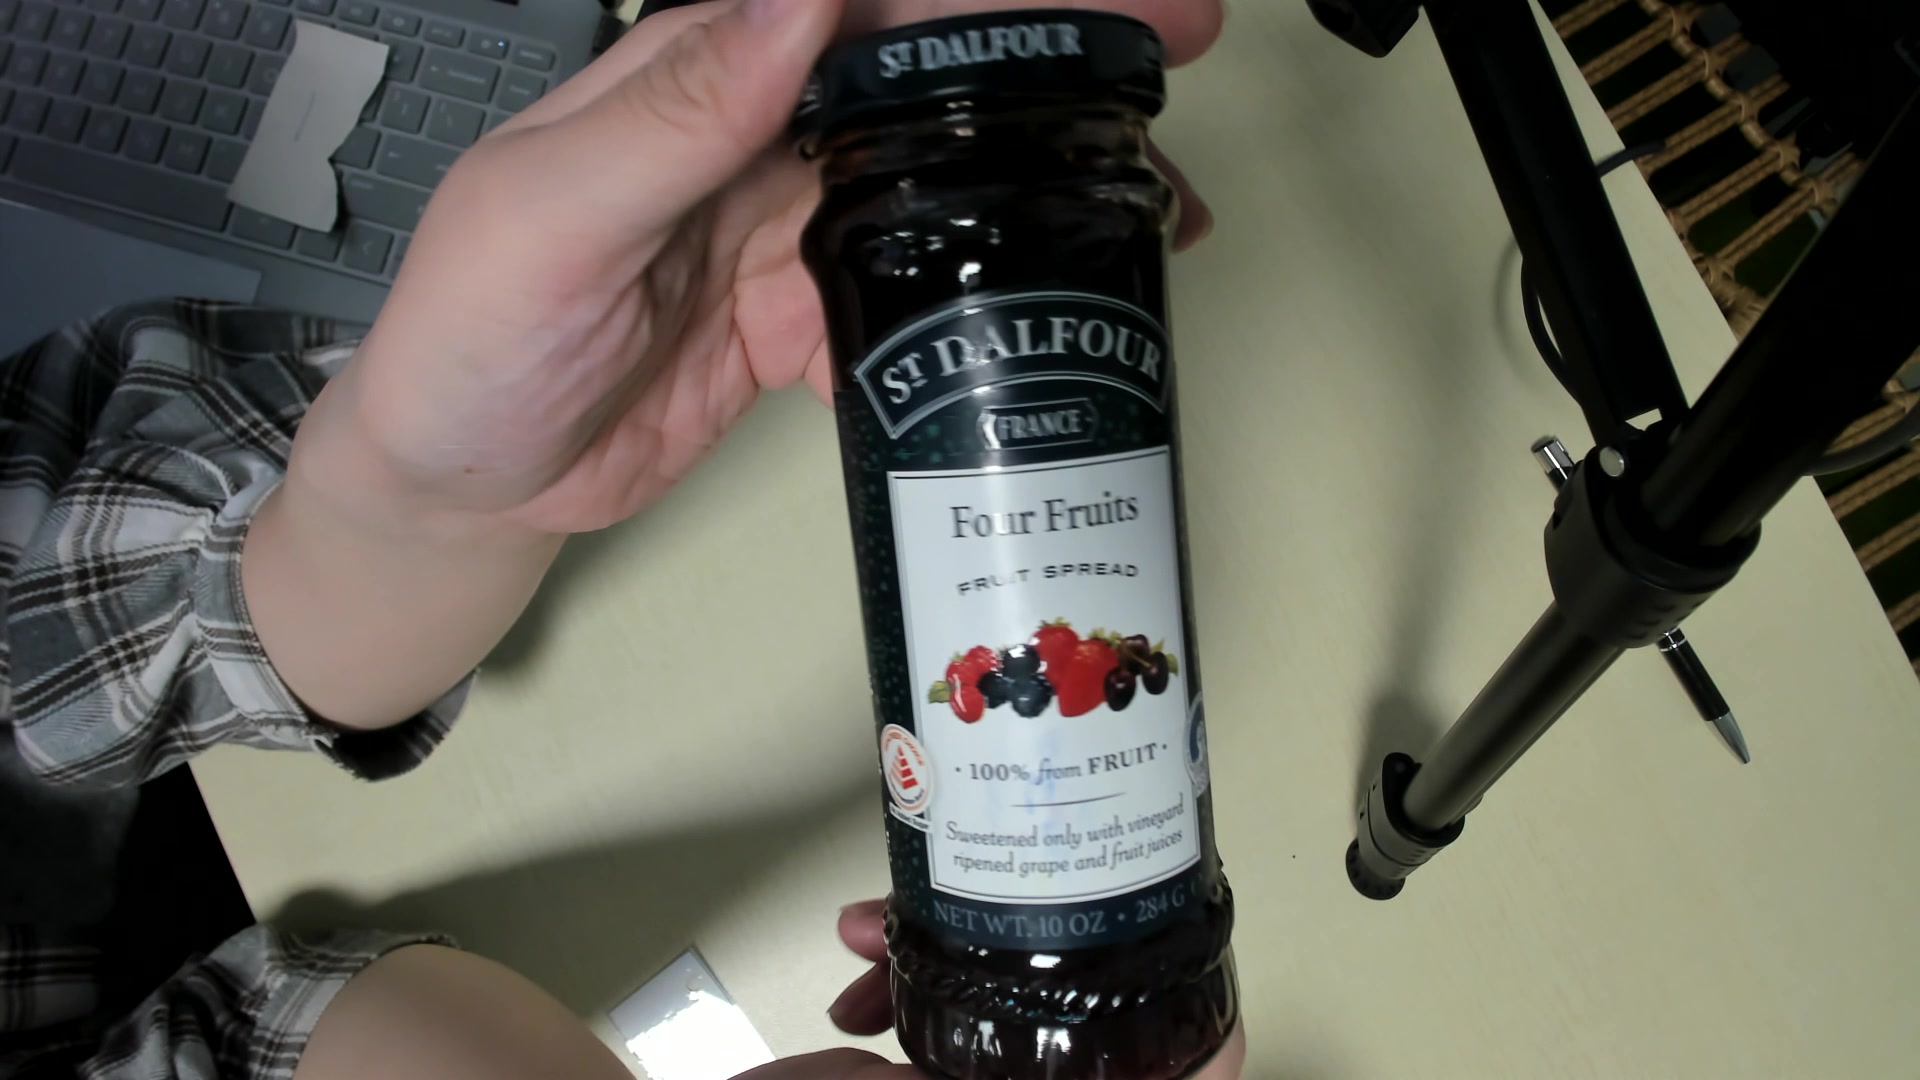 ST DALFOUR
ST DALFOUR
FRANCE
Four Fruits
FRUIT SPREAD
100% from FRUIT
Sweetened only with vineyard
ripened grape and fruit juices
NET WT. 10 OZ • 284 G